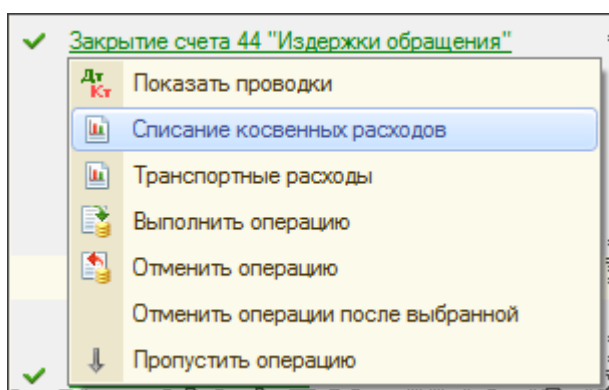 Закрытие счета 44 "Издержки обращения"
Дт Кт Показать проводки
Списание косвенных расходов
Транспортные расходы
Выполнить операцию
Отменить операцию
Отменить операции после выбранной
Пропустить операцию